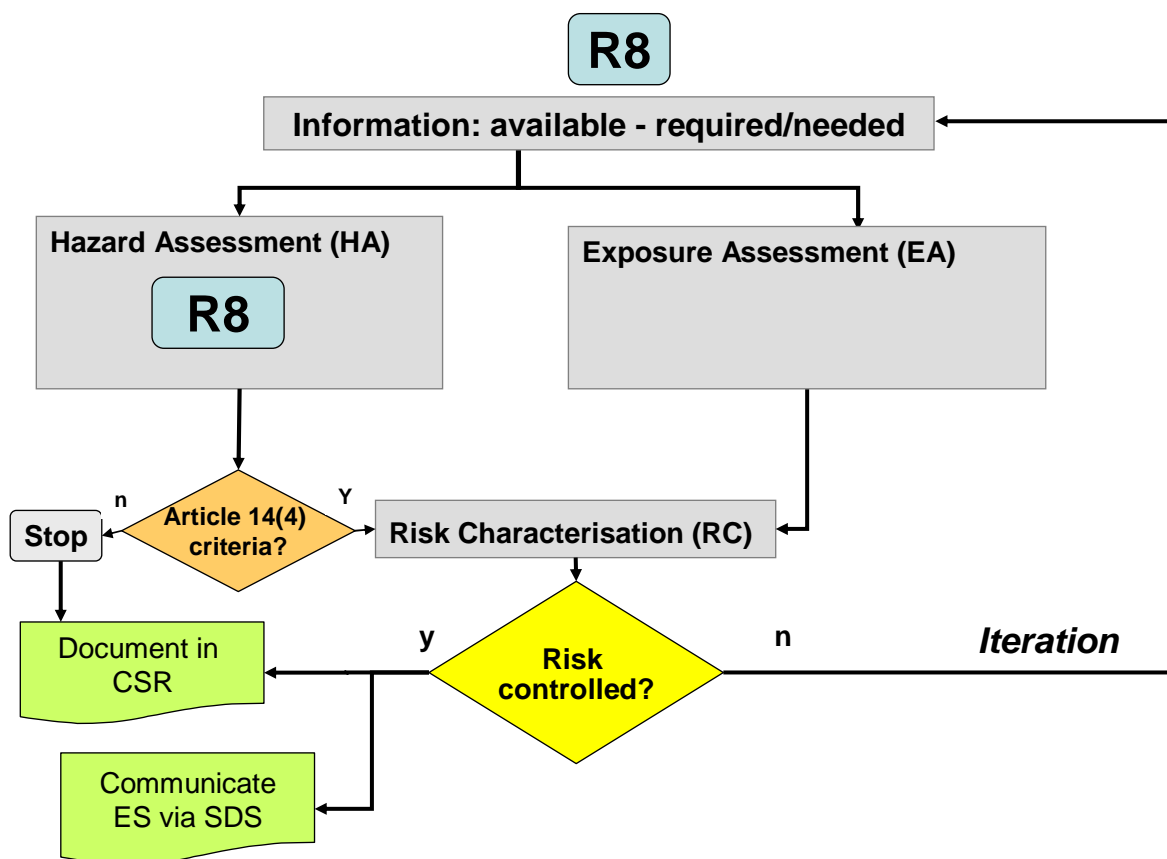 R8
Information: available - required/needed
Hazard Assessment (HA)
R8
Exposure Assessment (EA)
n
Y
Article 14(4)
criteria?
Stop
Risk Characterisation (RC)
y
n
Iteration
Risk
controlled?
Document in
CSR
Communicate
ES via SDS